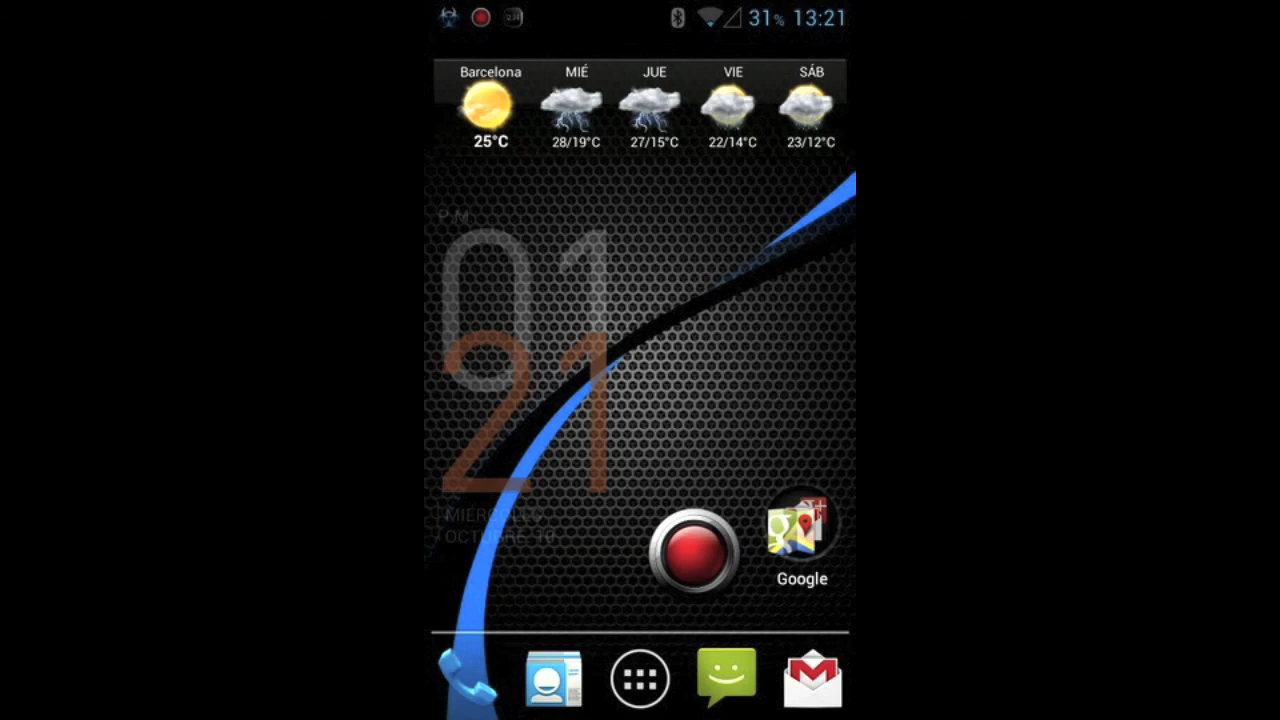 31% 13:21
Barcelona MIÉ JUE VIE SÁB
25°C 28/19°C 27/15°C 22/14°C 23/12°C
P.M.
01
21
MIÉRCOLES
OCTUBRE 10
Google